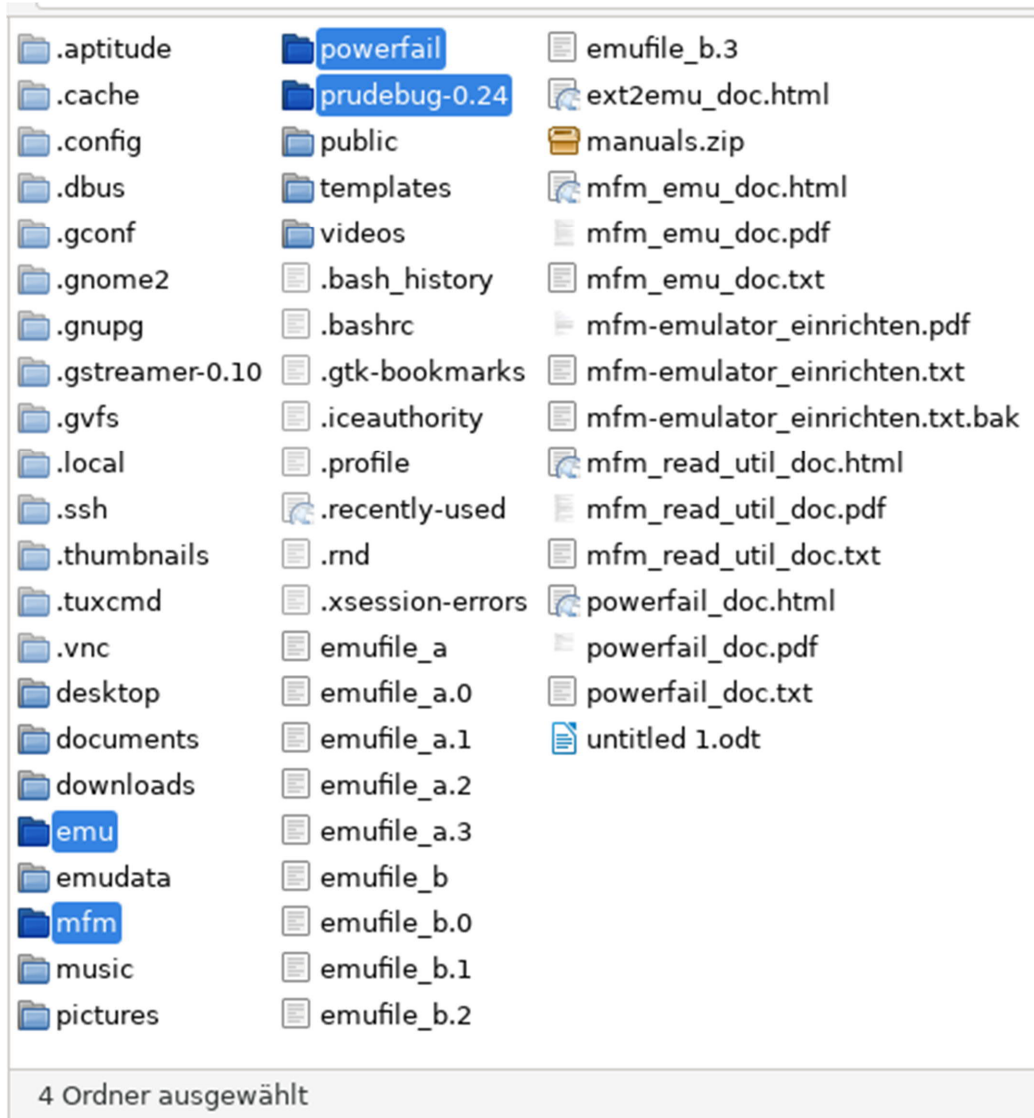 .aptitude
.cache
.config
.dbus
.gconf
.gnome2
.gnupg
.gstreamer-0.10
.gvfs
.local
.ssh
.thumbnails
.tuxcmd
.vnc
desktop
documents
downloads
emu
emudata
mfm
music
pictures
powerfail
prudebug-0.24
public
templates
videos
.bash_history
.bashrc
.gtk-bookmarks
.iceauthority
.profile
.recently-used
.rnd
.xsession-errors
emufile_a
emufile_a.0
emufile_a.1
emufile_a.2
emufile_a.3
emufile_b
emufile_b.0
emufile_b.1
emufile_b.2
emufile_b.3
ext2emu_doc.html
manuals.zip
mfm_emu_doc.html
mfm_emu_doc.pdf
mfm_emu_doc.txt
mfm-emulator_einrichten.pdf
mfm-emulator_einrichten.txt
mfm-emulator_einrichten.txt.bak
mfm_read_util_doc.html
mfm_read_util_doc.pdf
mfm_read_util_doc.txt
powerfail_doc.html
powerfail_doc.pdf
powerfail_doc.txt
untitled 1.odt
4 Ordner ausgewählt